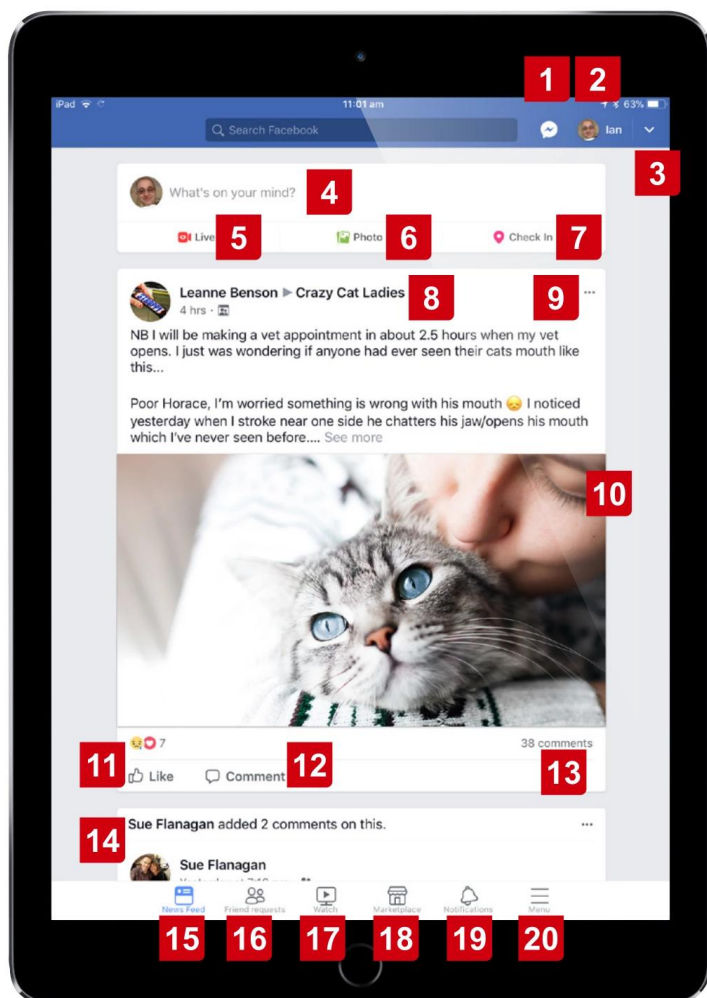 1 2
iPad 11:01 am 63%
Search Facebook Ian
3
What's on your mind? 4
Live 5 Photo 6 Check In 7
Leanne Benson ▶ Crazy Cat Ladies 8 9 ...
4 hrs ·
NB I will be making a vet appointment in about 2.5 hours when my vet
opens. I just was wondering if anyone had ever seen their cats mouth like
this...
Poor Horace, I'm worried something is wrong with his mouth 😞 I noticed
yesterday when I stroke near one side he chatters his jaw/opens his mouth
which I've never seen before.... See more
10
7 38 comments
11 Like Comment 12 13
14 Sue Flanagan added 2 comments on this. ...
Sue Flanagan
News Feed Friend requests Watch Marketplace Notifications Menu
15 16 17 18 19 20